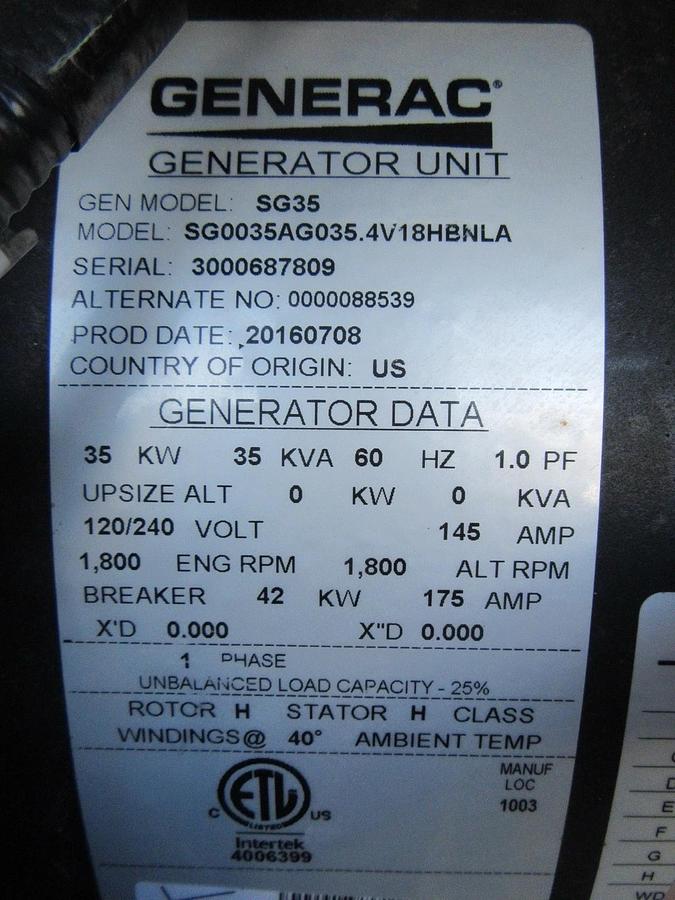 GENERAC®
GENERATOR UNIT
GEN MODEL: SG35
MODEL: SG0035AG035.4V18HBNLA
SERIAL: 3000687809
ALTERNATE NO: 0000088539
PROD DATE: 20160708
COUNTRY OF ORIGIN: US
GENERATOR DATA
35 KW 35 KVA 60 HZ 1.0 PF
UPSIZE ALT 0 KW 0 KVA
120/240 VOLT 145 AMP
1,800 ENG RPM 1,800 ALT RPM
BREAKER 42 KW 175 AMP
X'D 0.000 X"D 0.000
1 PHASE
UNBALANCED LOAD CAPACITY - 25%
ROTOR H STATOR H CLASS
WINDINGS@ 40° AMBIENT TEMP
MANUF
LOC
1003
ETL
LISTED
C US
Intertek
4006399
D
E
F
G
H
WD